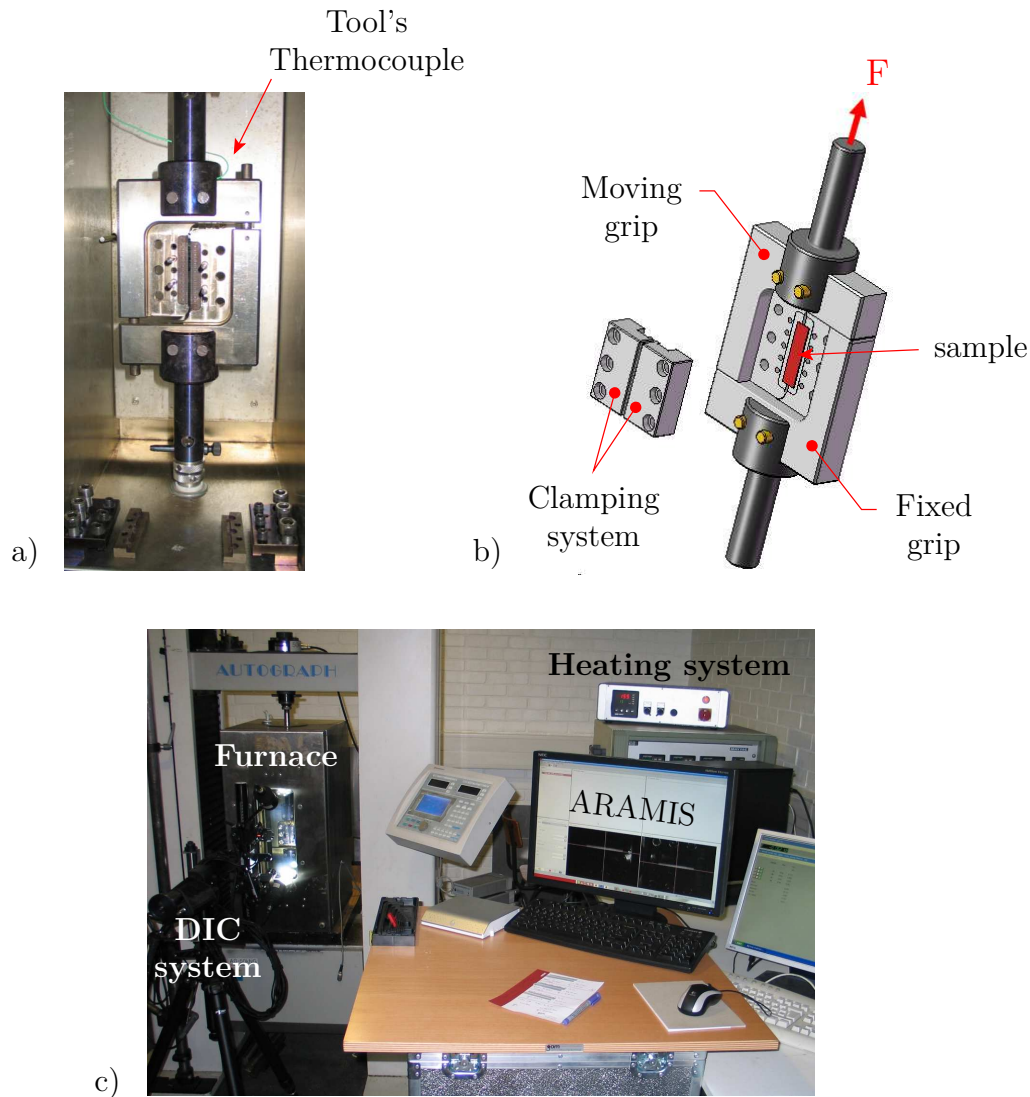 Tool's
Thermocouple
a)
F
Moving
grip
sample
Clamping
system
Fixed
grip
b)
AUTOGRAPH
Heating system
Furnace
ARAMIS
DIC
system
c)